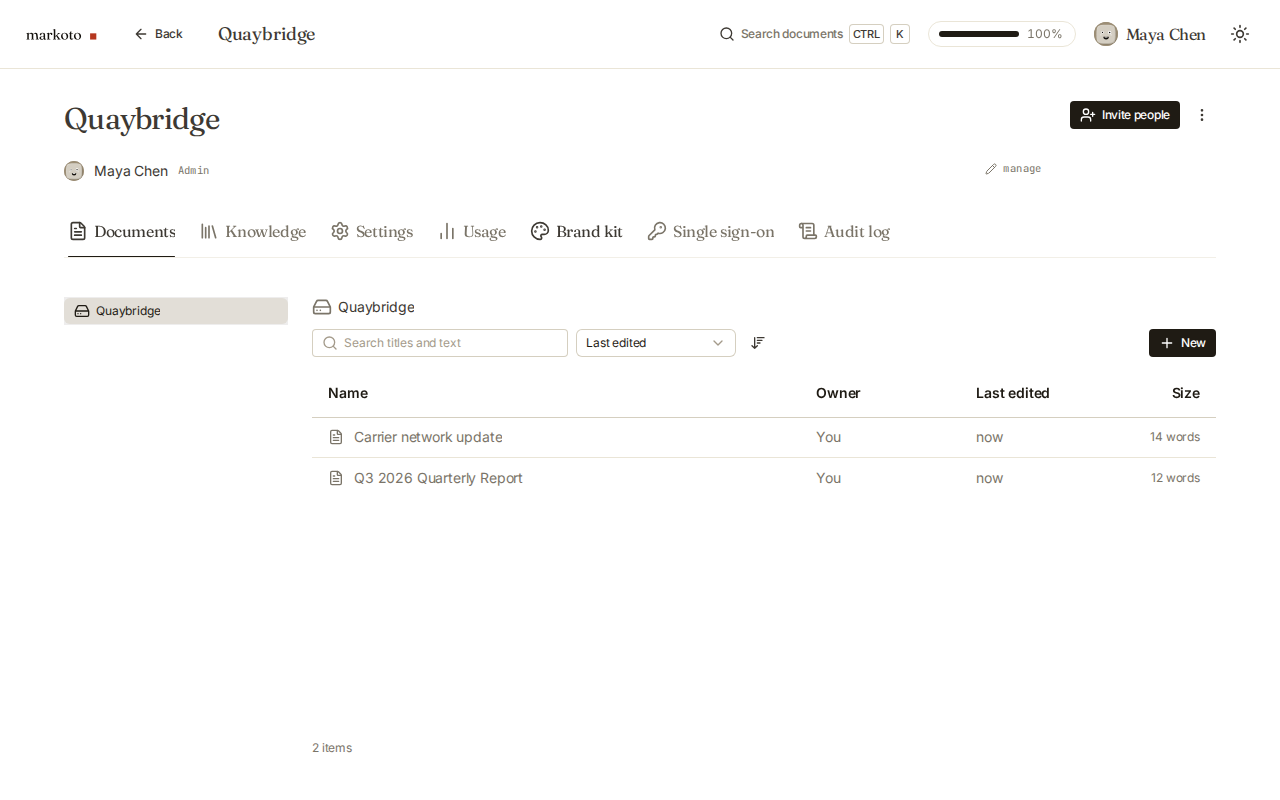 markoto
Back
Quaybridge
Search documents CTRL K
100%
Maya Chen
Quaybridge
Invite people
Maya Chen Admin
manage
Documents Knowledge Settings Usage Brand kit Single sign-on Audit log
Quaybridge
Quaybridge
Search titles and text
Last edited
New
Name Owner Last edited Size
Carrier network update You now 14 words
Q3 2026 Quarterly Report You now 12 words
2 items